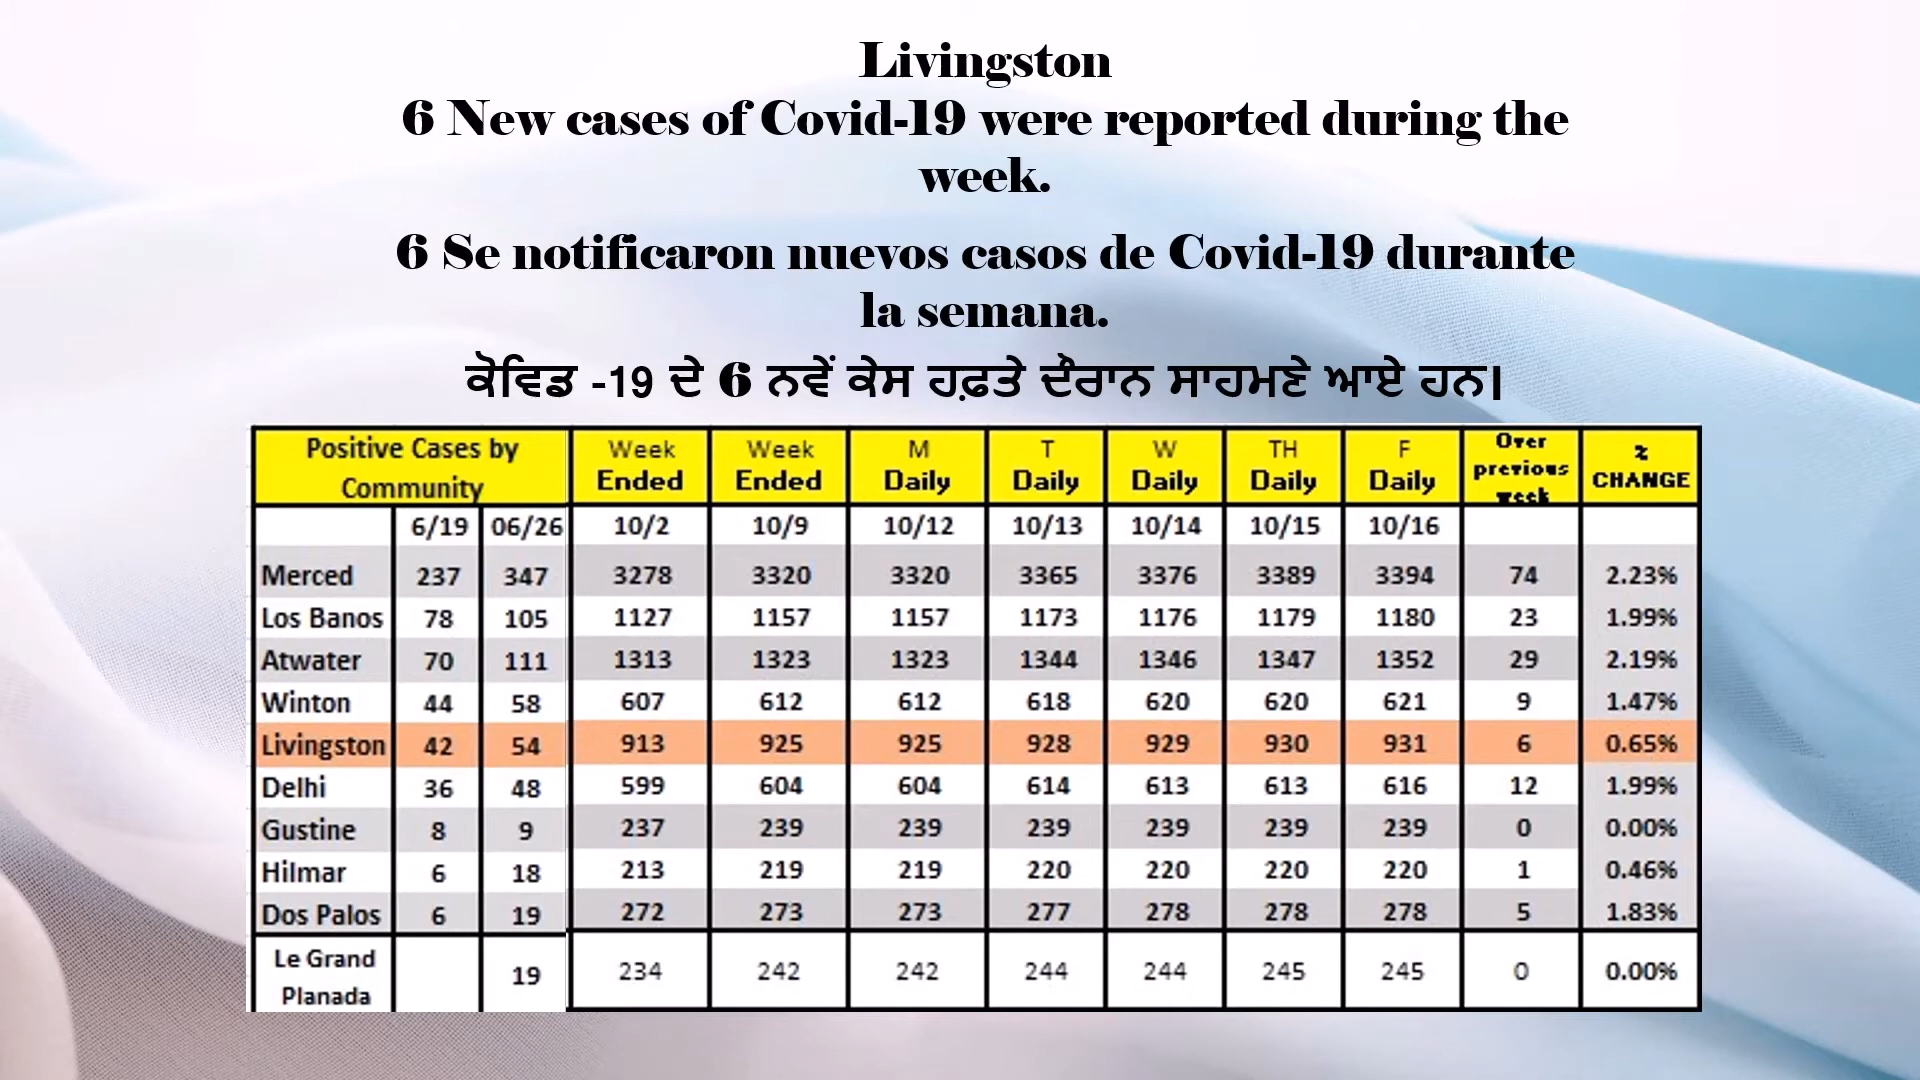 Livingston
6 New cases of Covid-19 were reported during the
week.
6 Se notificaron nuevos casos de Covid-19 durante
la semana.
ਕੋਵਿਡ -19 ਦੇ 6 ਨਵੇਂ ਕੇਸ ਹਫ਼ਤੇ ਦੌਰਾਨ ਸਾਹਮਣੇ ਆਏ ਹਨ।
Positive Cases by Community Week Ended Week Ended M Daily T Daily W Daily TH Daily F Daily Over previous week % CHANGE
6/19 06/26 10/2 10/9 10/12 10/13 10/14 10/15 10/16
Merced 237 347 3278 3320 3320 3365 3376 3389 3394 74 2.23%
Los Banos 78 105 1127 1157 1157 1173 1176 1179 1180 23 1.99%
Atwater 70 111 1313 1323 1323 1344 1346 1347 1352 29 2.19%
Winton 44 58 607 612 612 618 620 620 621 9 1.47%
Livingston 42 54 913 925 925 928 929 930 931 6 0.65%
Delhi 36 48 599 604 604 614 613 613 616 12 1.99%
Gustine 8 9 237 239 239 239 239 239 239 0 0.00%
Hilmar 6 18 213 219 219 220 220 220 220 1 0.46%
Dos Palos 6 19 272 273 273 277 278 278 278 5 1.83%
Le Grand Planada 19 234 242 242 244 244 245 245 0 0.00%